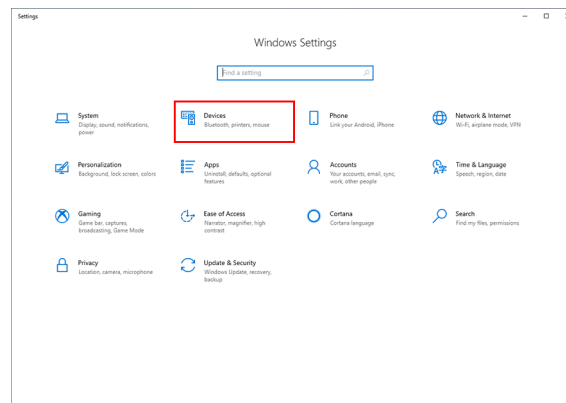 Settings
Windows Settings
Find a setting
System
Display, sound, notifications,
power
Devices
Bluetooth, printers, mouse
Phone
Link your Android, iPhone
Network & Internet
Wi-Fi, airplane mode, VPN
Personalization
Background, lock screen, colors
Apps
Uninstall, defaults, optional
features
Accounts
Your accounts, email, sync,
work, other people
Time & Language
Speech, region, date
Gaming
Game bar, captures,
broadcasting, Game Mode
Ease of Access
Narrator, magnifier, high
contrast
Cortana
Cortana language
Search
Find my files, permissions
Privacy
Location, camera, microphone
Update & Security
Windows Update, recovery,
backup